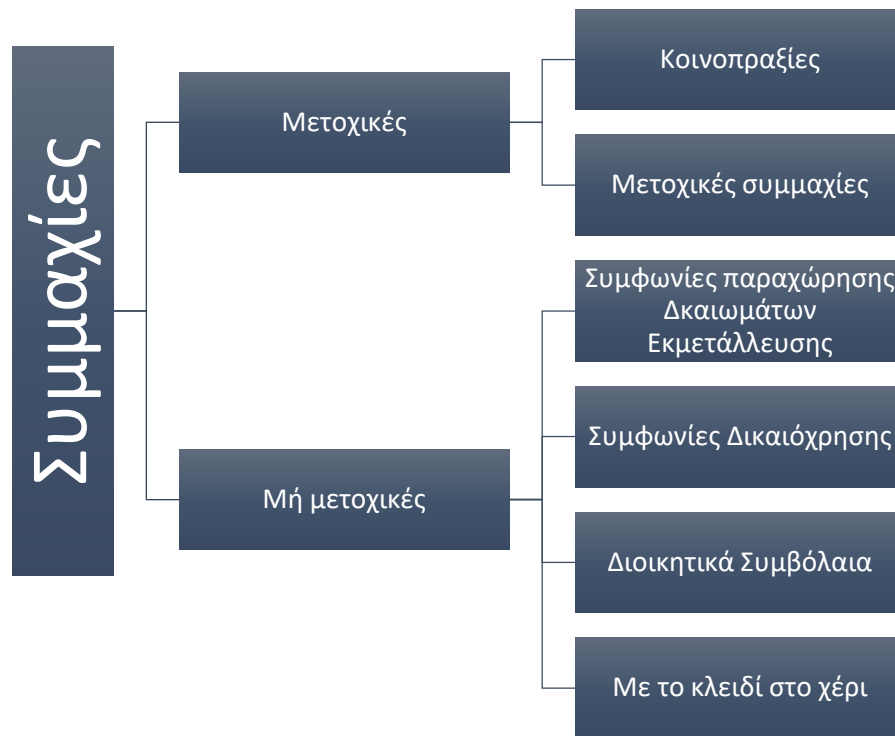 Συμμαχίες
Μετοχικές
Κοινοπραξίες
Μετοχικές συμμαχίες
Μή μετοχικές
Συμφωνίες παραχώρησης
Δκαιωμάτων
Εκμετάλλευσης
Συμφωνίες Δικαιόχρησης
Διοικητικά Συμβόλαια
Με το κλειδί στο χέρι